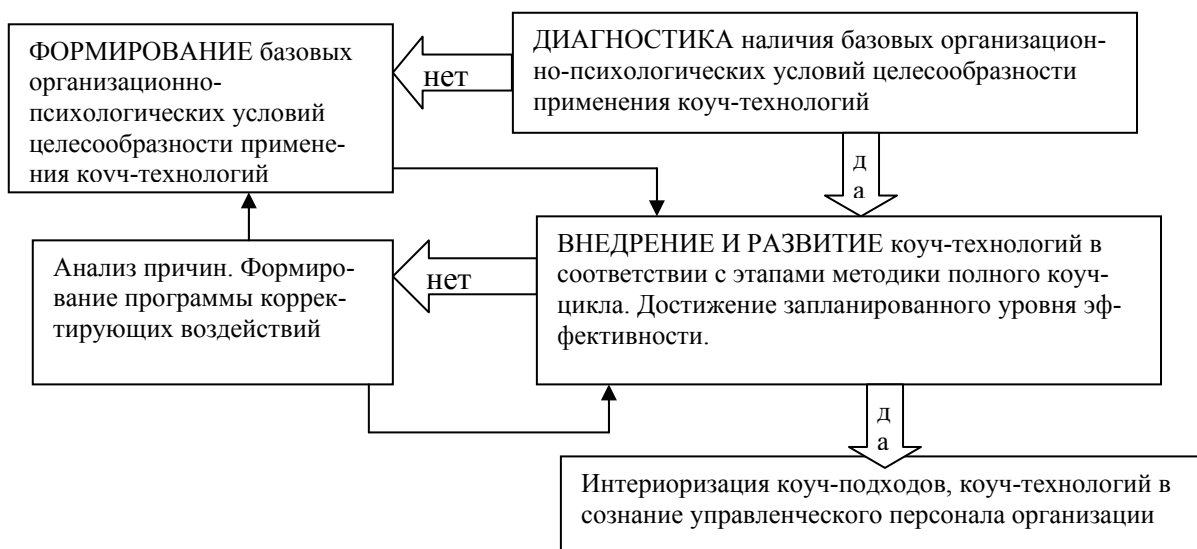 ФОРМИРОВАНИЕ базовых
организационно-
психологических условий
целесообразности примене-
ния коуч-технологий
нет
ДИАГНОСТИКА наличия базовых организацион-
но-психологических условий целесообразности
применения коуч-технологий
д
а
Анализ причин. Формиро-
вание программы коррек-
тирующих воздействий
нет
ВНЕДРЕНИЕ И РАЗВИТИЕ коуч-технологий в
соответствии с этапами методики полного коуч-
цикла. Достижение запланированного уровня эф-
фективности.
д
а
Интериоризация коуч-подходов, коуч-технологий в
сознание управленческого персонала организации